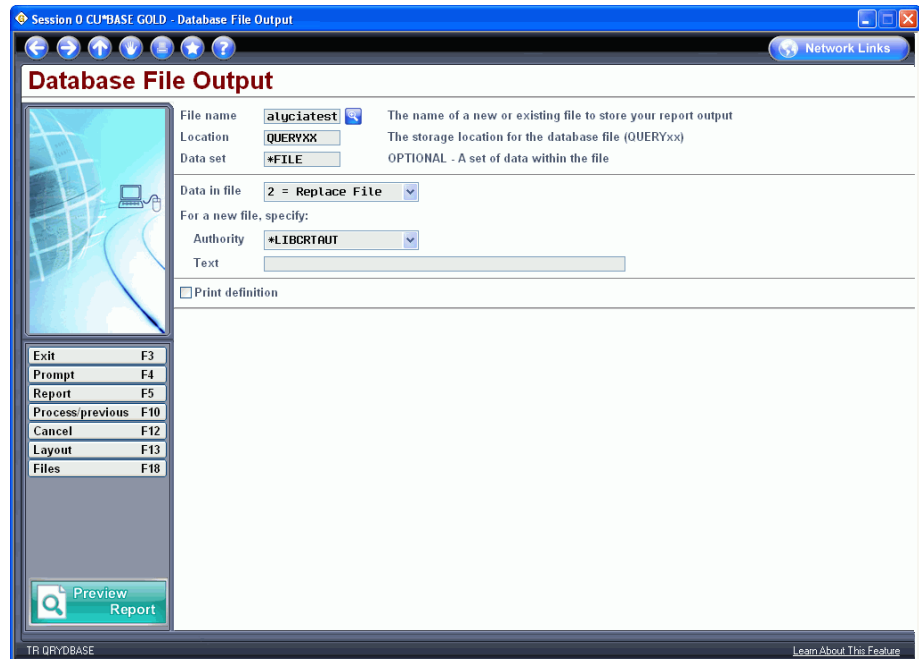 Session 0 CU*BASE GOLD - Database File Output
Network Links
Database File Output
File name alyciatest The name of a new or existing file to store your report output
Location QUERYXX The storage location for the database file (QUERYxx)
Data set *FILE OPTIONAL - A set of data within the file
Data in file 2 = Replace File
For a new file, specify:
Authority *LIBCRTAUT
Text
Print definition
Exit F3
Prompt F4
Report F5
Process/previous F10
Cancel F12
Layout F13
Files F18
Preview
Report
TR QRYDBASE Learn About This Feature